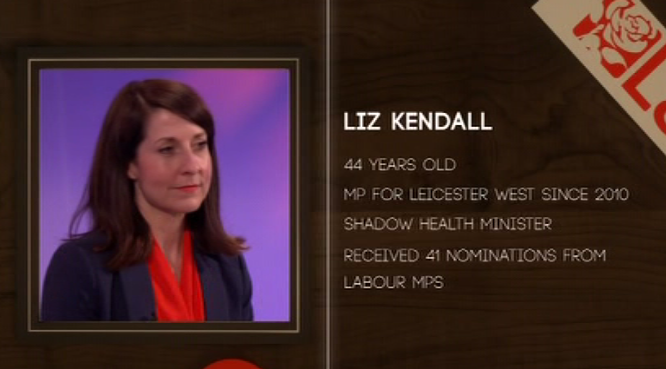 LIZ KENDALL
44 YEARS OLD
MP FOR LEICESTER WEST SINCE 2010
SHADOW HEALTH MINISTER
RECEIVED 41 NOMINATIONS FROM
LABOUR MPS